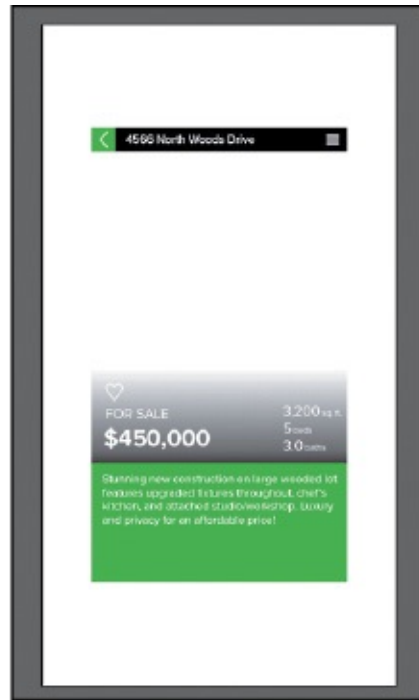 4566 North Woods Drive
FOR SALE
$450,000
3,200 sq. ft.
5 beds
3.0 baths
Stunning new construction on large wooded lot
features upgraded fixtures throughout, chef's
kitchen, and attached studio/workshop. Luxury
and privacy for an affordable price!